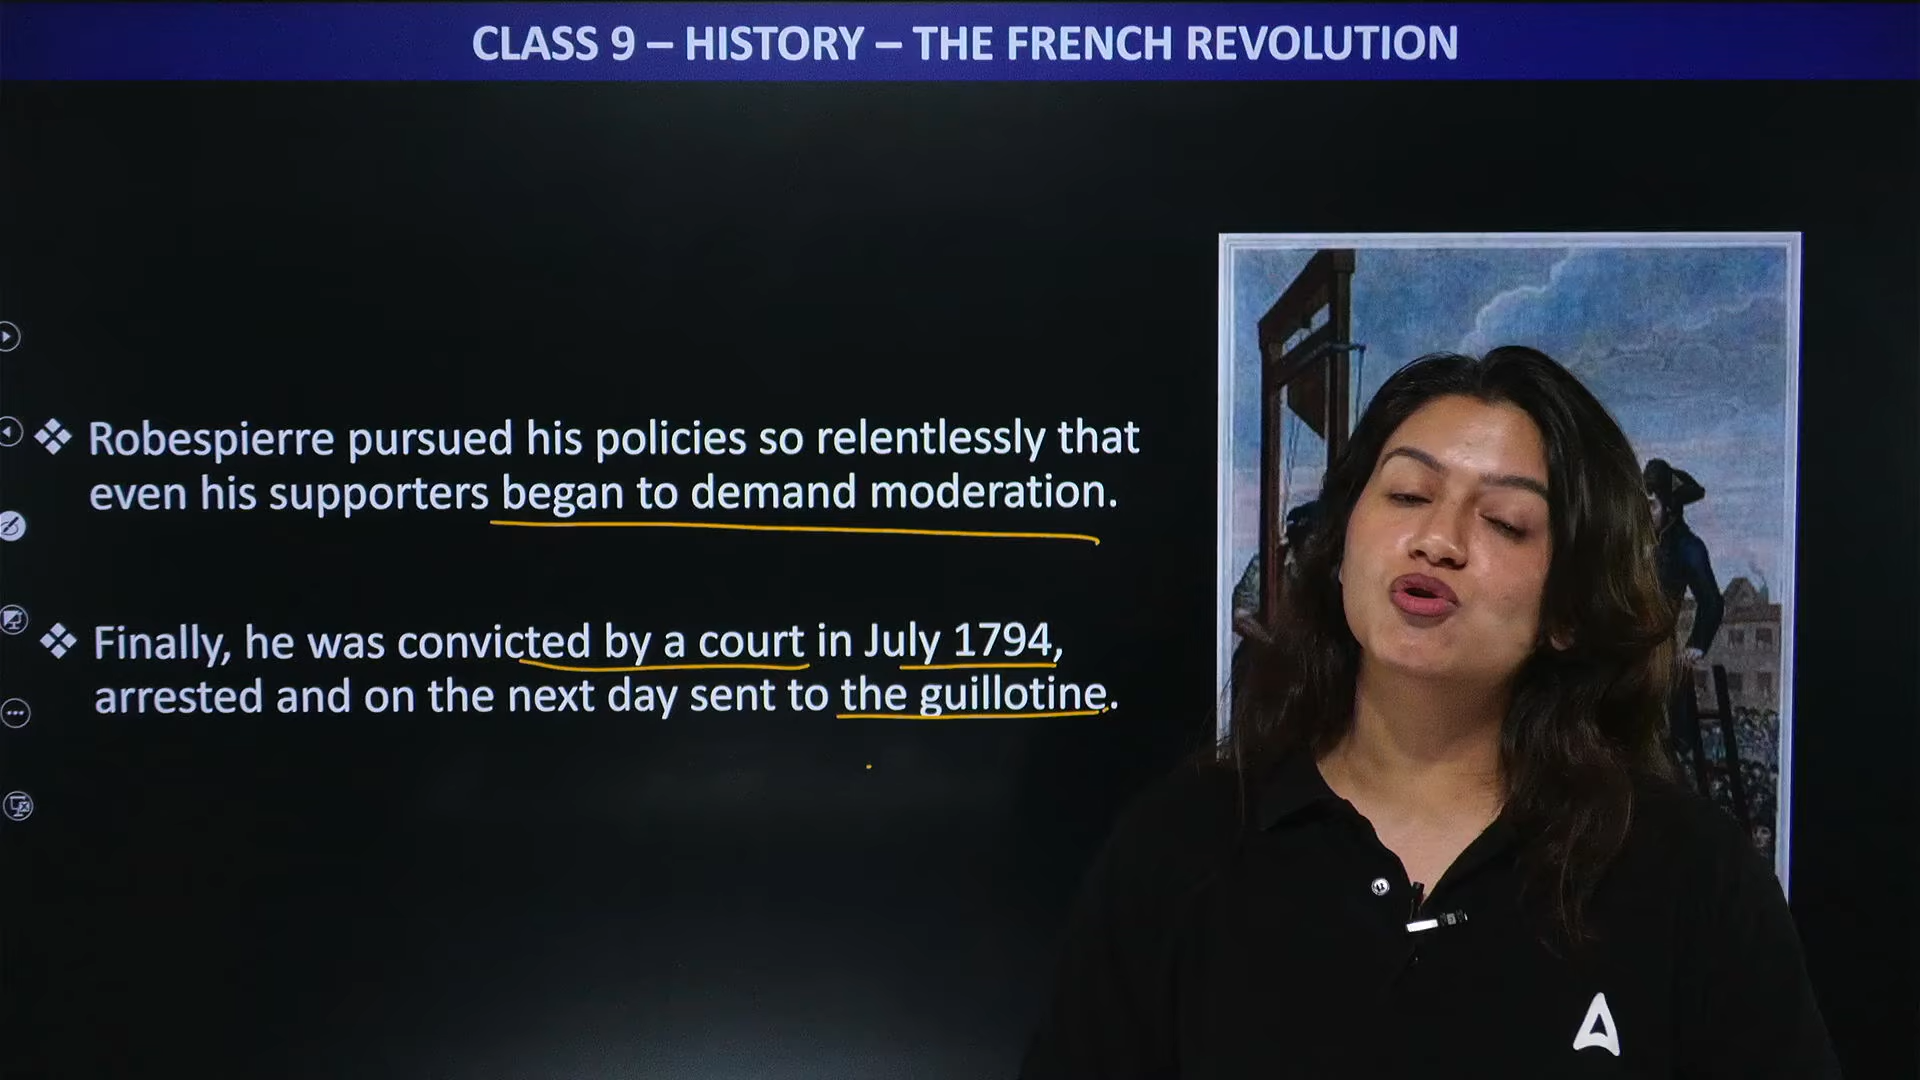 CLASS 9 – HISTORY – THE FRENCH REVOLUTION
❖ Robespierre pursued his policies so relentlessly that
even his supporters began to demand moderation.
❖ Finally, he was convicted by a court in July 1794,
arrested and on the next day sent to the guillotine.